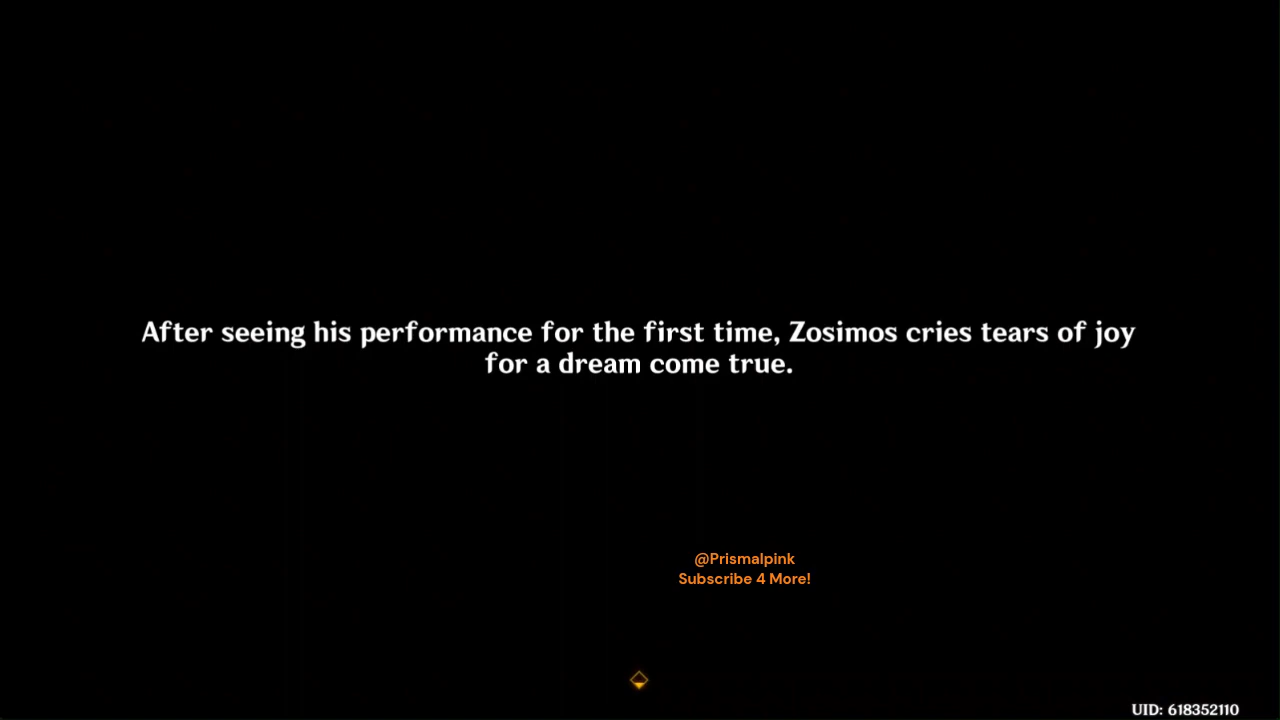 After seeing his performance for the first time, Zosimos cries tears of joy
for a dream come true.
@Prismalpink
Subscribe 4 More!
UID: 618352110